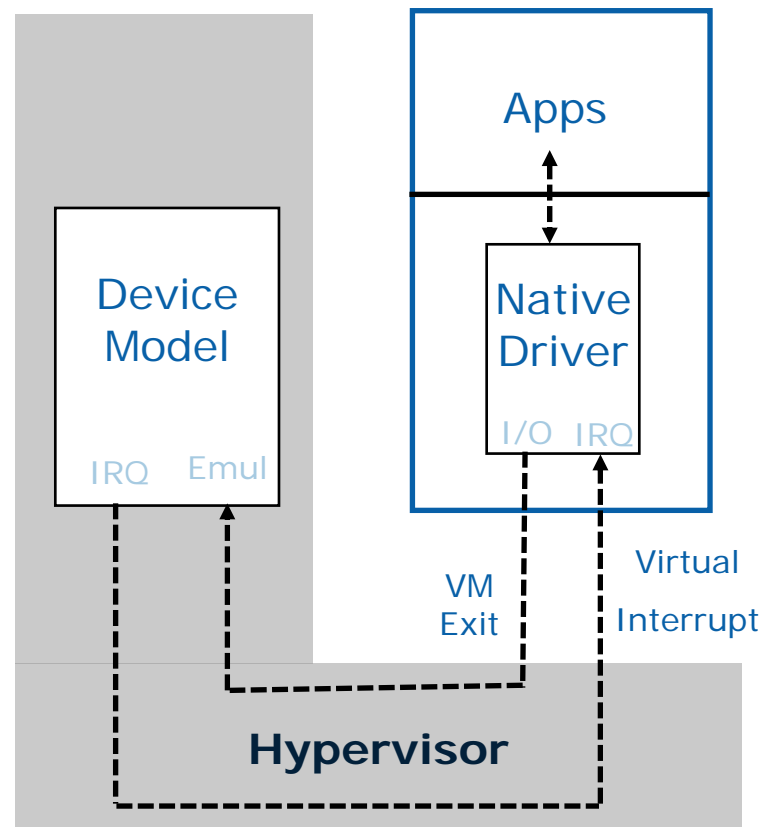 Apps
Device
Model
IRQ
Emul
Native
Driver
I/O
IRQ
VM
Exit
Virtual
Interrupt
Hypervisor